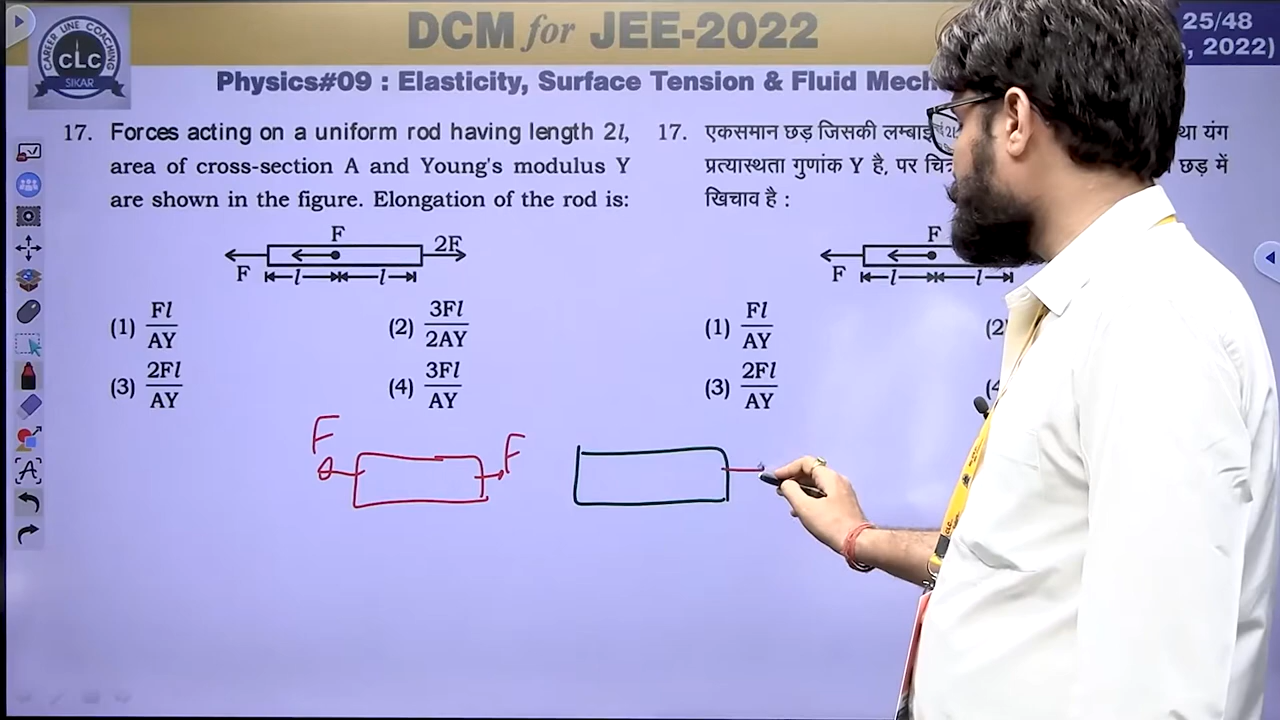 DCM for JEE-2022
25/48
, 2022)
CAREER LINE COACHING
CLC
SIKAR
Physics#09 : Elasticity, Surface Tension & Fluid Mech
17. Forces acting on a uniform rod having length 2l,
area of cross-section A and Young's modulus Y
are shown in the figure. Elongation of the rod is:
F
2F
F
l l
(1) Fl/AY
(2) 3Fl/2AY
(3) 2Fl/AY
(4) 3Fl/AY
17. एकसमान छड़ जिसकी
था यंग
प्रत्यास्थता गुणांक Y है, पर
छड़ में
खिचाव है :
F
F
l l
(1) Fl/AY
(2)
(3) 2Fl/AY
F
F